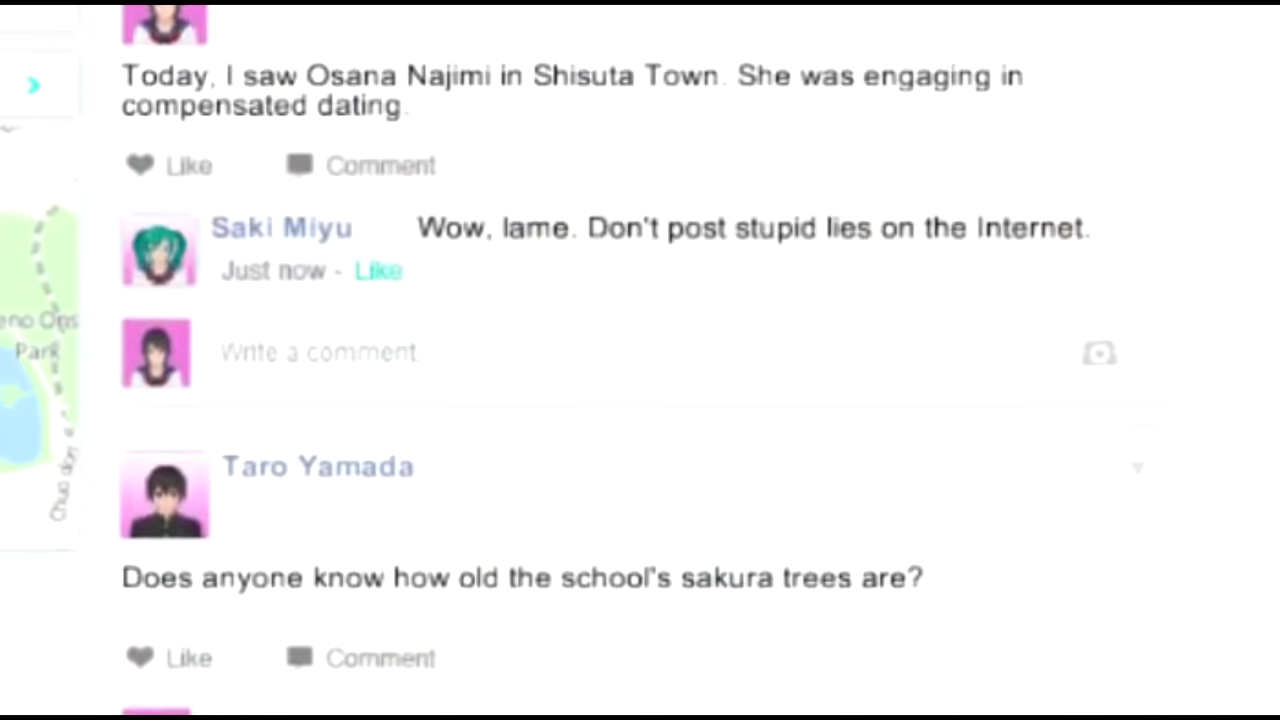 Today, I saw Osana Najimi in Shisuta Town. She was engaging in
compensated dating.
Like Comment
Saki Miyu Wow, lame. Don't post stupid lies on the Internet.
Just now - Like
Write a comment
Park
Taro Yamada
Does anyone know how old the school's sakura trees are?
Like Comment